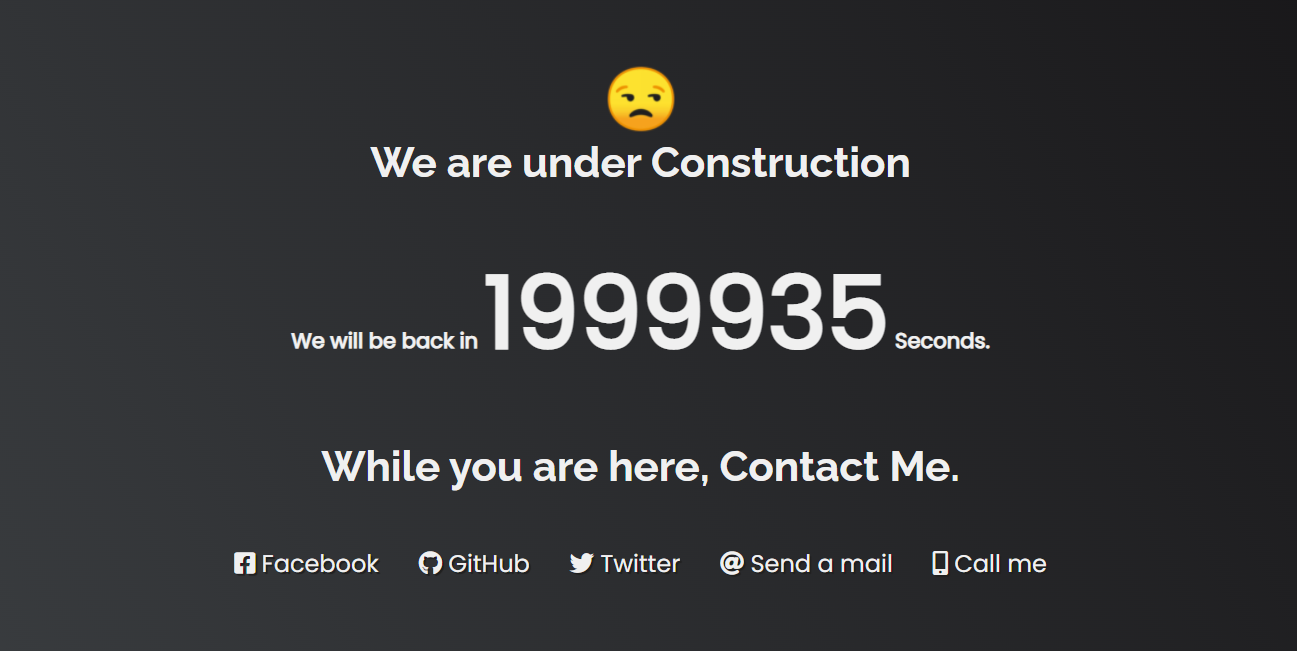 We are under Construction
We will be back in 1999935 Seconds.
While you are here, Contact Me.
Facebook GitHub Twitter Send a mail Call me